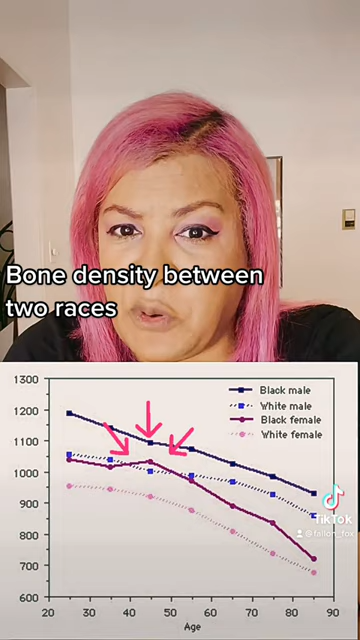 Bone density between
two races
1300
1200
1100
1000
900
800
700
600
Black male
White male
Black female
White female
20 30 40 50 60 70 80 90
Age
TikTok
@fallon_fox